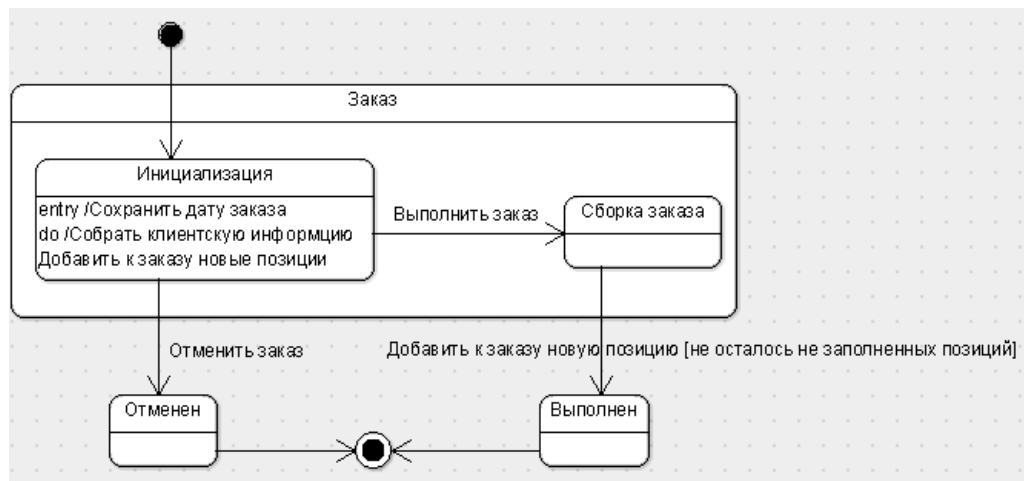 Заказ
Инициализация
entry /Сохранить дату заказа
do /Собрать клиентскую информцию
Добавить к заказу новые позиции
Выполнить заказ
Сборка заказа
Отменить заказ
Добавить к заказу новую позицию [не осталось не заполненных позиций]
Отменен
Выполнен